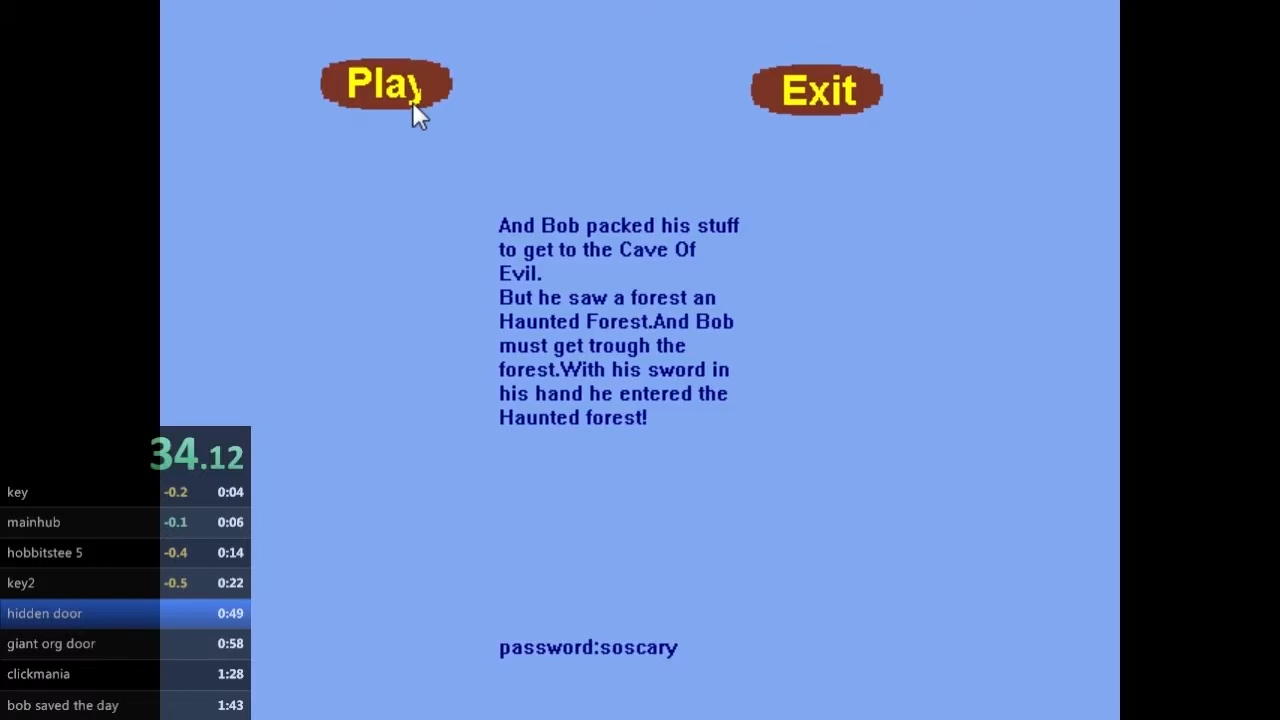 Play
Exit
And Bob packed his stuff
to get to the Cave Of
Evil.
But he saw a forest an
Haunted Forest.And Bob
must get trough the
forest.With his sword in
his hand he entered the
Haunted forest!
password:soscary
34.12
key -0.2 0:04
mainhub -0.1 0:06
hobbitstee 5 -0.4 0:14
key2 -0.5 0:22
hidden door 0:49
giant org door 0:58
clickmania 1:28
bob saved the day 1:43